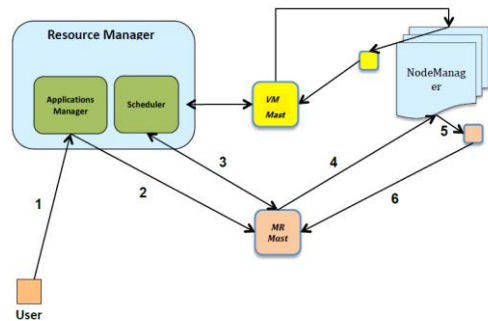 Resource Manager
Applications
Manager
Scheduler
VM
Mast
NodeManag
er
5
3
4
1
2
6
MR
Mast
User